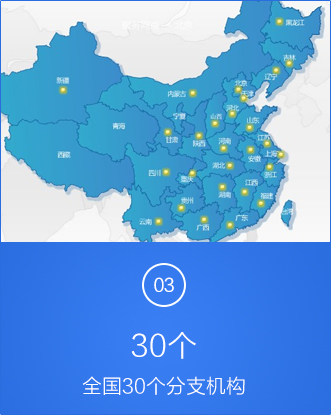 黑龙江
吉林
辽宁
新疆
内蒙古
北京
天津
河北
宁夏
山西
山东
青海
甘肃
陕西
河南
江苏
西藏
安徽
上海
四川
湖北
重庆
浙江
湖南
江西
贵州
福建
云南
广西
广东
台湾
03
30个
全国30个分支机构